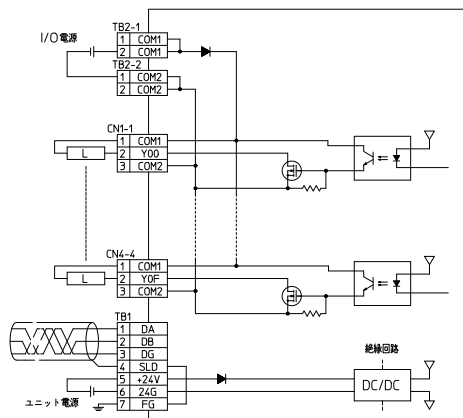 TB2-1
I/O電源
1 COM1
2 COM1
TB2-2
1 COM2
2 COM2
CN1-1
1 COM1
L 2 Y00
3 COM2
CN4-4
1 COM1
L 2 Y0F
3 COM2
TB1
1 DA
2 DB
3 DG
4 SLD
5 +24V
6 24G
7 FG
ユニット電源
絶縁回路
DC/DC